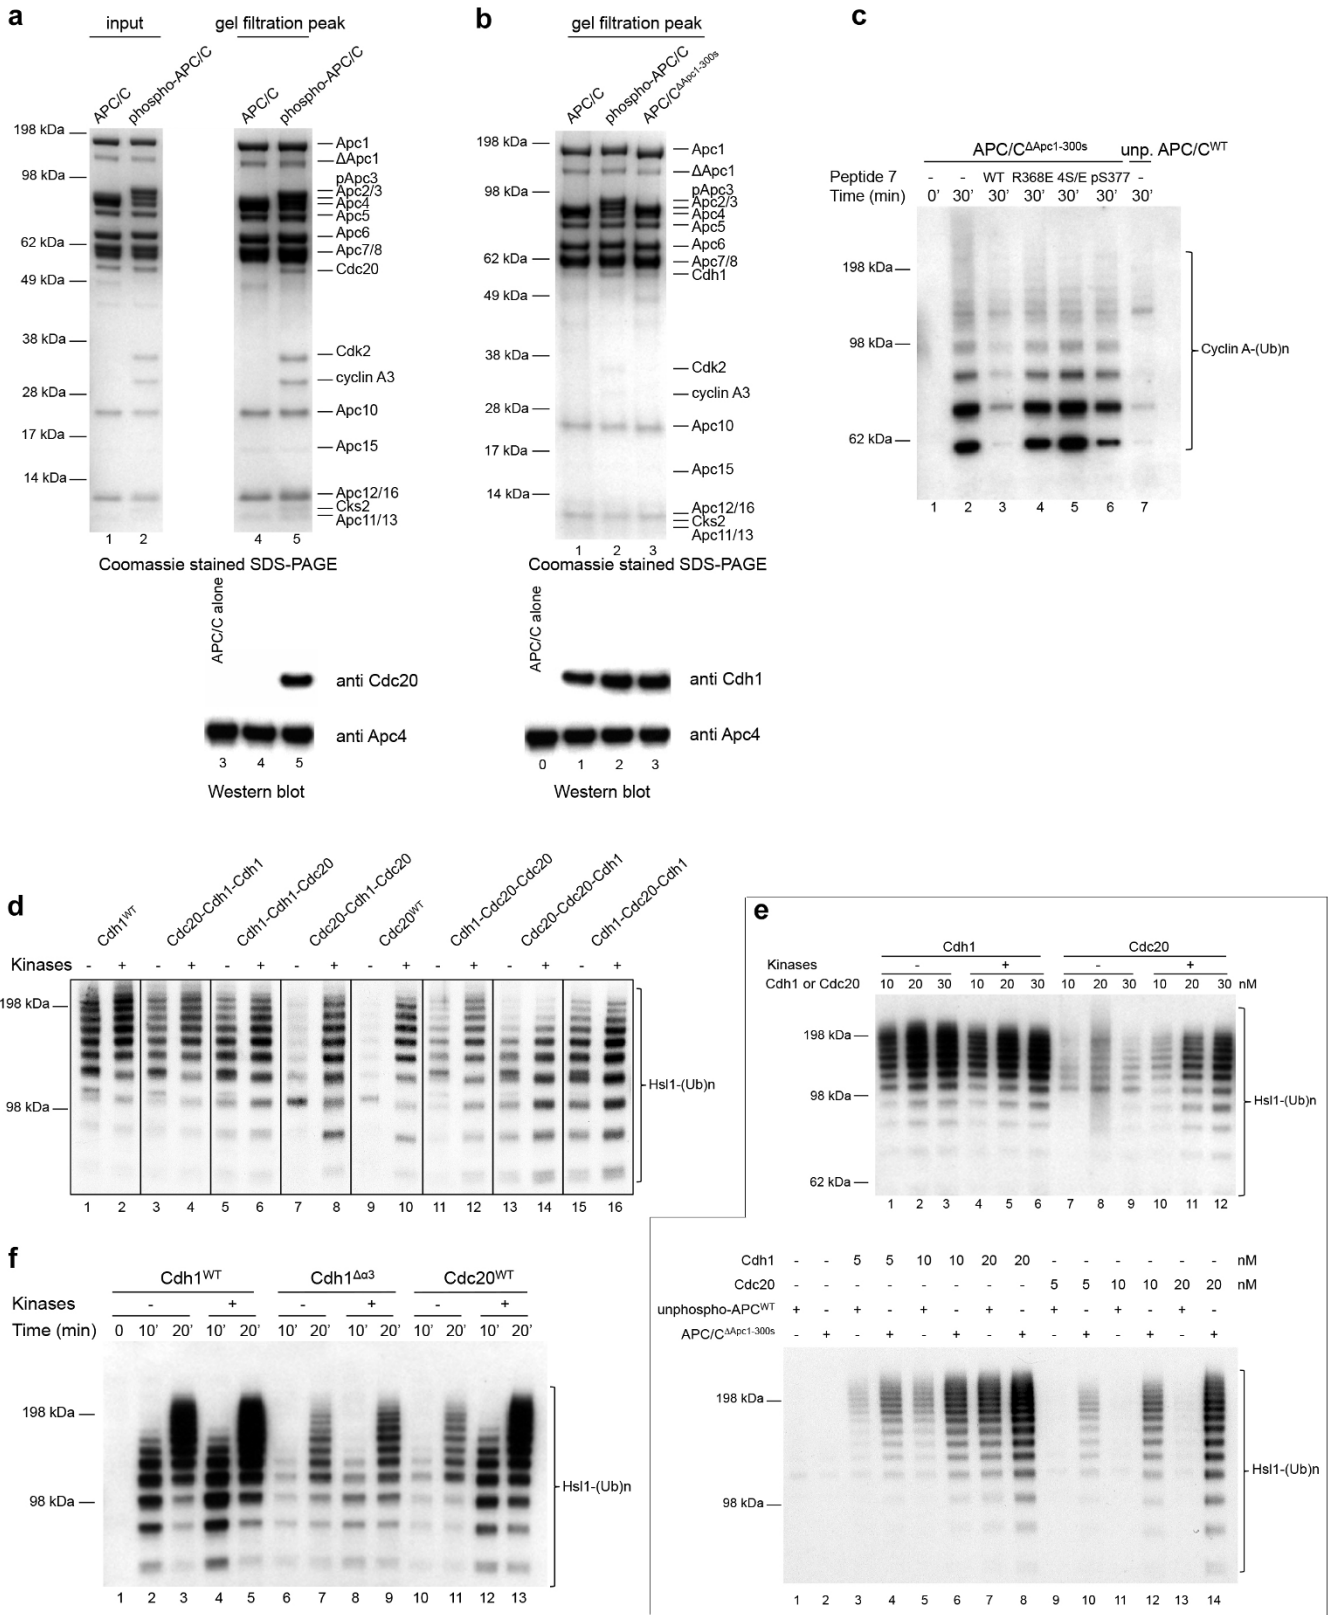 a
input
gel filtration peak
APC/C
phospho-APC/C
APC/C
phospho-APC/C
198 kDa
98 kDa
62 kDa
49 kDa
38 kDa
28 kDa
17 kDa
14 kDa
Apc1
ΔApc1
pApc3
Apc2/3
Apc4
Apc5
Apc6
Apc7/8
Cdc20
Cdk2
cyclin A3
Apc10
Apc15
Apc12/16
Cks2
Apc11/13
1 2 4 5
Coomassie stained SDS-PAGE
APC/C alone
anti Cdc20
anti Apc4
3 4 5
Western blot
b
gel filtration peak
APC/C
phospho-APC/C
APC/CΔApc1-300s
198 kDa
98 kDa
62 kDa
49 kDa
38 kDa
28 kDa
17 kDa
14 kDa
Apc1
ΔApc1
pApc3
Apc2/3
Apc4
Apc5
Apc6
Apc7/8
Cdh1
Cdk2
cyclin A3
Apc10
Apc15
Apc12/16
Cks2
Apc11/13
1 2 3
Coomassie stained SDS-PAGE
APC/C alone
anti Cdh1
anti Apc4
0 1 2 3
Western blot
c
APC/CΔApc1-300s unp. APC/CWT
Peptide 7 - - WT R368E 4S/E pS377 -
Time (min) 0' 30' 30' 30' 30' 30' 30'
198 kDa
98 kDa
62 kDa
Cyclin A-(Ub)n
1 2 3 4 5 6 7
d
Cdh1WT
Cdc20-Cdh1-Cdh1
Cdh1-Cdh1-Cdc20
Cdc20-Cdh1-Cdc20
Cdc20WT
Cdh1-Cdc20-Cdc20
Cdc20-Cdc20-Cdh1
Cdh1-Cdc20-Cdh1
Kinases - + - + - + - + - + - + - + - +
198 kDa
98 kDa
Hsl1-(Ub)n
1 2 3 4 5 6 7 8 9 10 11 12 13 14 15 16
e
Cdh1 Cdc20
Kinases - + - +
Cdh1 or Cdc20 10 20 30 10 20 30 10 20 30 10 20 30 nM
198 kDa
98 kDa
62 kDa
Hsl1-(Ub)n
1 2 3 4 5 6 7 8 9 10 11 12
Cdh1 - - 5 5 10 10 20 20 - - - - - - nM
Cdc20 - - - - - - - - 5 5 10 10 20 20 nM
unphospho-APCWT + - + - + - + - + - + - + -
APC/CΔApc1-300s - + - + - + - + - + - + - +
198 kDa
98 kDa
Hsl1-(Ub)n
1 2 3 4 5 6 7 8 9 10 11 12 13 14
f
Cdh1WT Cdh1Δα3 Cdc20WT
Kinases - + - + - +
Time (min) 0 10' 20' 10' 20' 10' 20' 10' 20' 10' 20' 10' 20'
198 kDa
98 kDa
Hsl1-(Ub)n
1 2 3 4 5 6 7 8 9 10 11 12 13